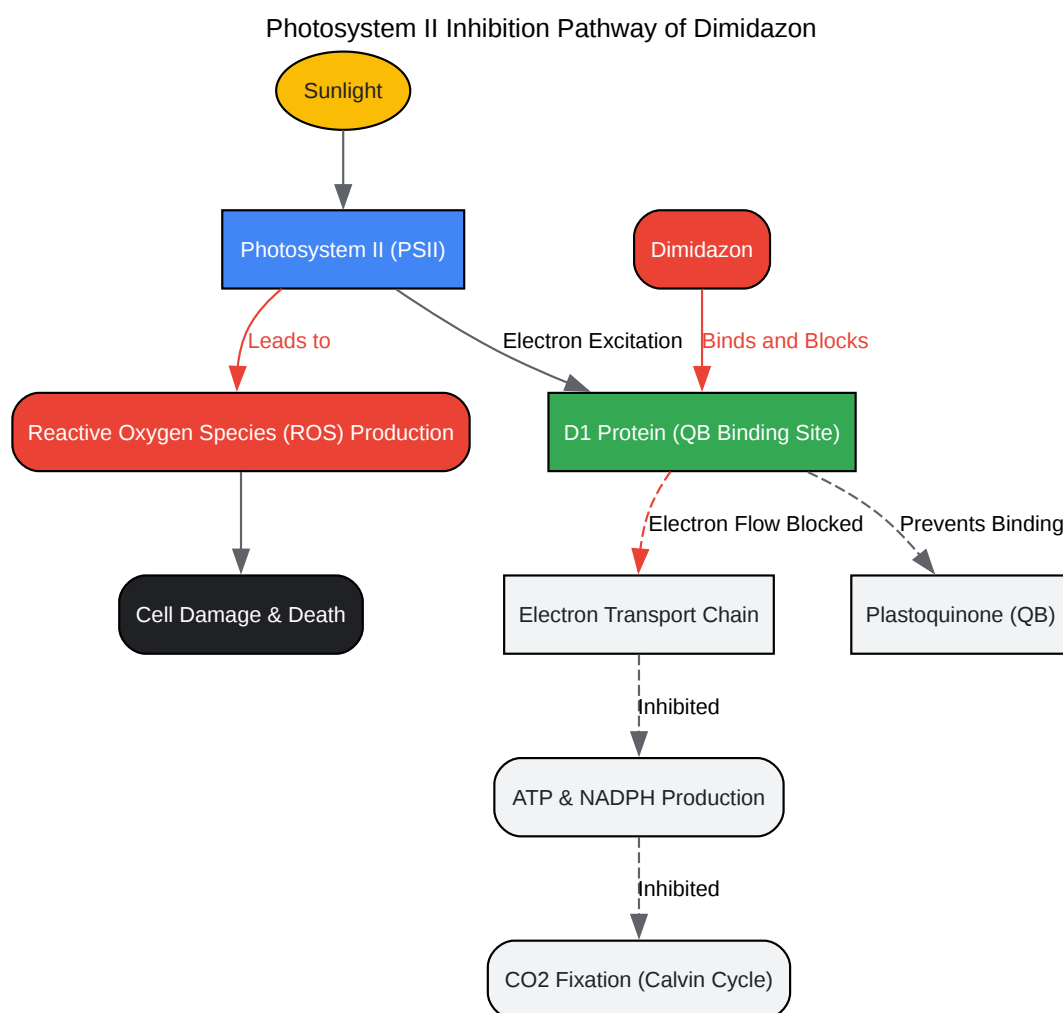 Photosystem II Inhibition Pathway of Dimidazon
Sunlight
Photosystem II (PSII)
Dimidazon
Leads to
Electron Excitation
Binds and Blocks
Reactive Oxygen Species (ROS) Production
D1 Protein (QB Binding Site)
Electron Flow Blocked
Prevents Binding
Cell Damage & Death
Electron Transport Chain
Plastoquinone (QB)
Inhibited
ATP & NADPH Production
Inhibited
CO2 Fixation (Calvin Cycle)